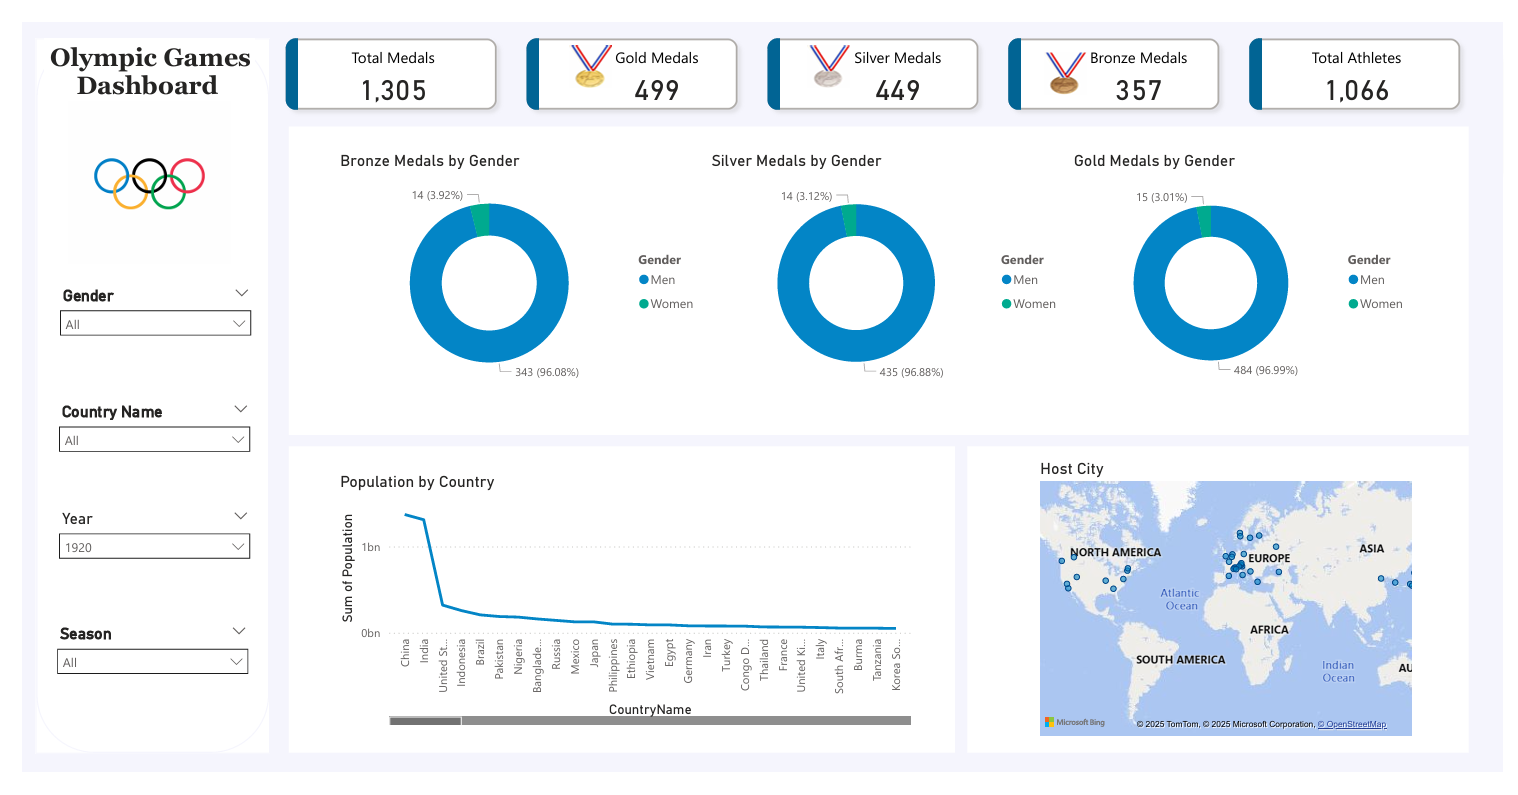 Olympic Games
Dashboard
Gender
All
Country Name
All
Year
1920
Season
All
Total Medals
1,305
Gold Medals
499
Silver Medals
449
Bronze Medals
357
Total Athletes
1,066
Bronze Medals by Gender
14 (3.92%)
343 (96.08%)
Gender
Men
Women
Silver Medals by Gender
14 (3.12%)
435 (96.88%)
Gender
Men
Women
Gold Medals by Gender
15 (3.01%)
484 (96.99%)
Gender
Men
Women
Population by Country
Sum of Population
1bn
0bn
China
India
United St...
Indonesia
Brazil
Pakistan
Nigeria
Banglade...
Russia
Mexico
Japan
Philippines
Ethiopia
Vietnam
Egypt
Germany
Iran
Turkey
Congo D...
Thailand
France
United Ki...
Italy
South Afr...
Burma
Tanzania
Korea So...
CountryName
Host City
NORTH AMERICA
EUROPE
ASIA
Atlantic
Ocean
AFRICA
SOUTH AMERICA
Indian
Ocean
AU
Microsoft Bing
© 2025 TomTom, © 2025 Microsoft Corporation, © OpenStreetMap